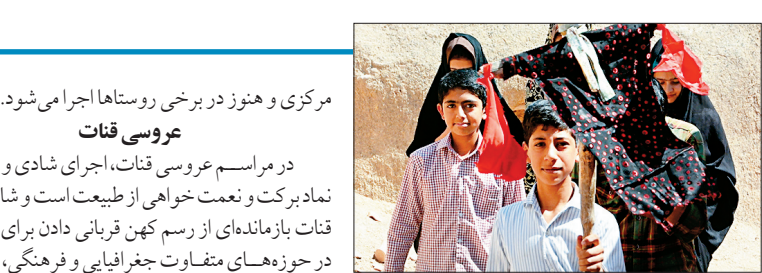 مرکزی و هنوز در برخی روستاها اجرا می‌شود.
عروسی قنات
در مراسم عروسی قنات، اجرای شادی و
نماد برکت و نعمت خواهی از طبیعت است و شا
قنات بازمانده‌ای از رسم کهن قربانی دادن برای
در حوزه‌های متفاوت جغرافیایی و فرهنگی،